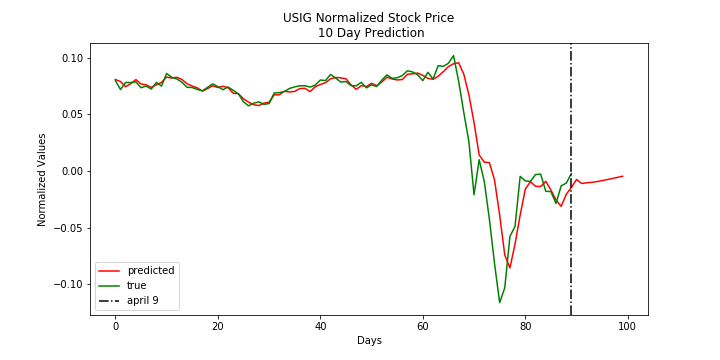 USIG Normalized Stock Price
10 Day Prediction
Normalized Values
0.10
0.05
0.00
−0.05
−0.10
predicted
true
april 9
0
20
40
60
80
100
Days